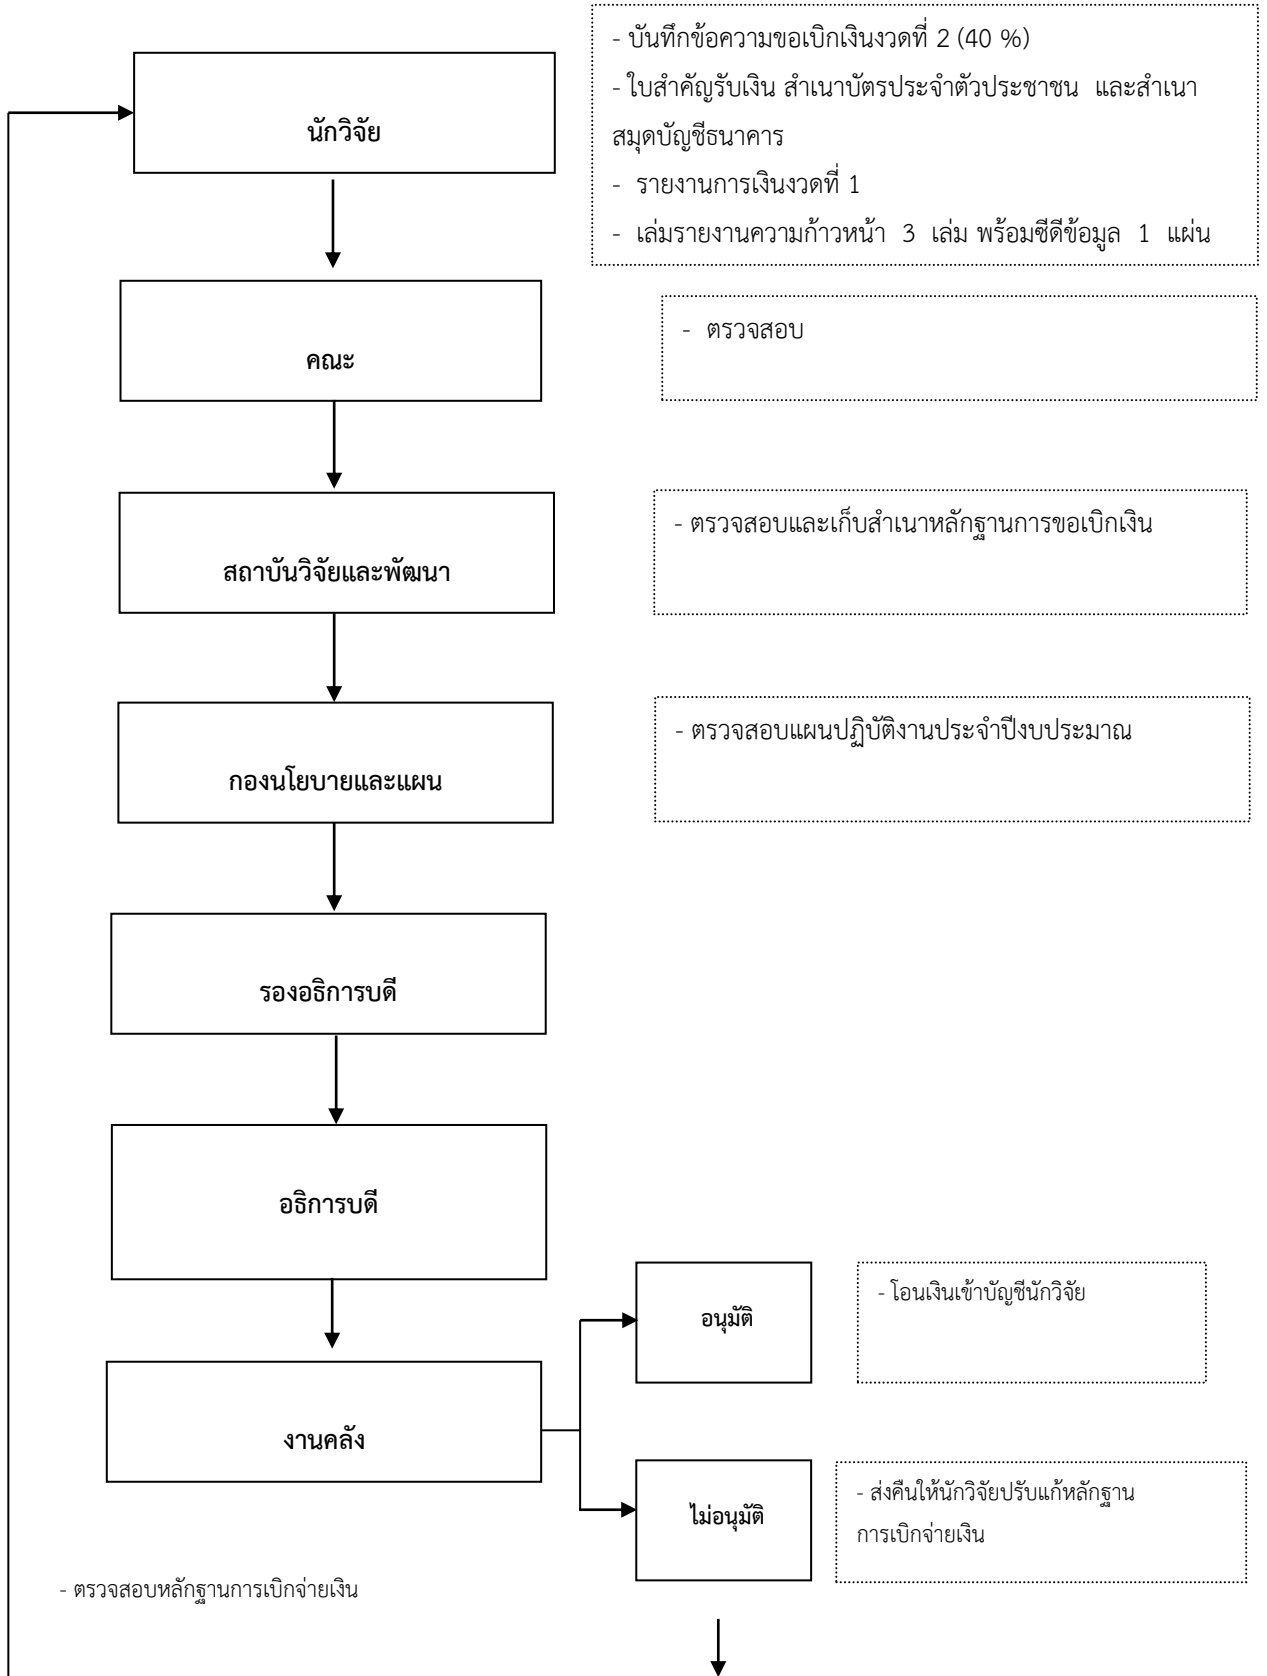 - บันทึกข้อความขอเบิกเงินงวดที่ 2 (40 %)
- ใบสำคัญรับเงิน สำเนาบัตรประจำตัวประชาชน และสำเนา
สมุดบัญชีธนาคาร
- รายงานการเงินงวดที่ 1
- เล่มรายงานความก้าวหน้า 3 เล่ม พร้อมซีดีข้อมูล 1 แผ่น
นักวิจัย
- ตรวจสอบ
คณะ
- ตรวจสอบและเก็บสำเนาหลักฐานการขอเบิกเงิน
สถาบันวิจัยและพัฒนา
- ตรวจสอบแผนปฏิบัติงานประจำปีงบประมาณ
กองนโยบายและแผน
รองอธิการบดี
อธิการบดี
อนุมัติ
- โอนเงินเข้าบัญชีนักวิจัย
งานคลัง
ไม่อนุมัติ
- ส่งคืนให้นักวิจัยปรับแก้หลักฐาน
การเบิกจ่ายเงิน
- ตรวจสอบหลักฐานการเบิกจ่ายเงิน